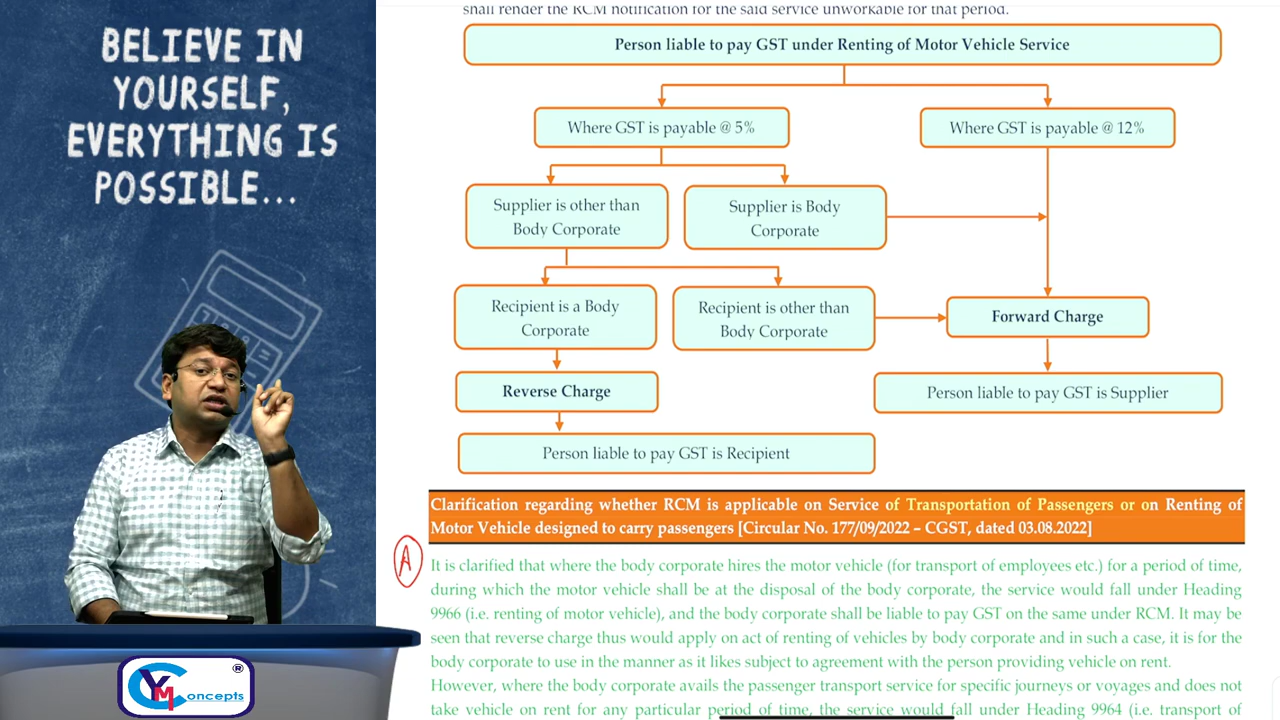 BELIEVE IN
YOURSELF,
EVERYTHING IS
POSSIBLE...
shall render the RCM notification for the said service unworkable for that period.
Person liable to pay GST under Renting of Motor Vehicle Service
Where GST is payable @ 5%
Where GST is payable @ 12%
Supplier is other than
Body Corporate
Supplier is Body
Corporate
Recipient is a Body
Corporate
Recipient is other than
Body Corporate
Forward Charge
Reverse Charge
Person liable to pay GST is Supplier
Person liable to pay GST is Recipient
Clarification regarding whether RCM is applicable on Service of Transportation of Passengers or on Renting of
Motor Vehicle designed to carry passengers [Circular No. 177/09/2022 – CGST, dated 03.08.2022]
A
It is clarified that where the body corporate hires the motor vehicle (for transport of employees etc.) for a period of time,
during which the motor vehicle shall be at the disposal of the body corporate, the service would fall under Heading
9966 (i.e. renting of motor vehicle), and the body corporate shall be liable to pay GST on the same under RCM. It may be
seen that reverse charge thus would apply on act of renting of vehicles by body corporate and in such a case, it is for the
body corporate to use in the manner as it likes subject to agreement with the person providing vehicle on rent.
However, where the body corporate avails the passenger transport service for specific journeys or voyages and does not
take vehicle on rent for any particular period of time, the service would fall under Heading 9964 (i.e. transport of
CYM oncepts ®